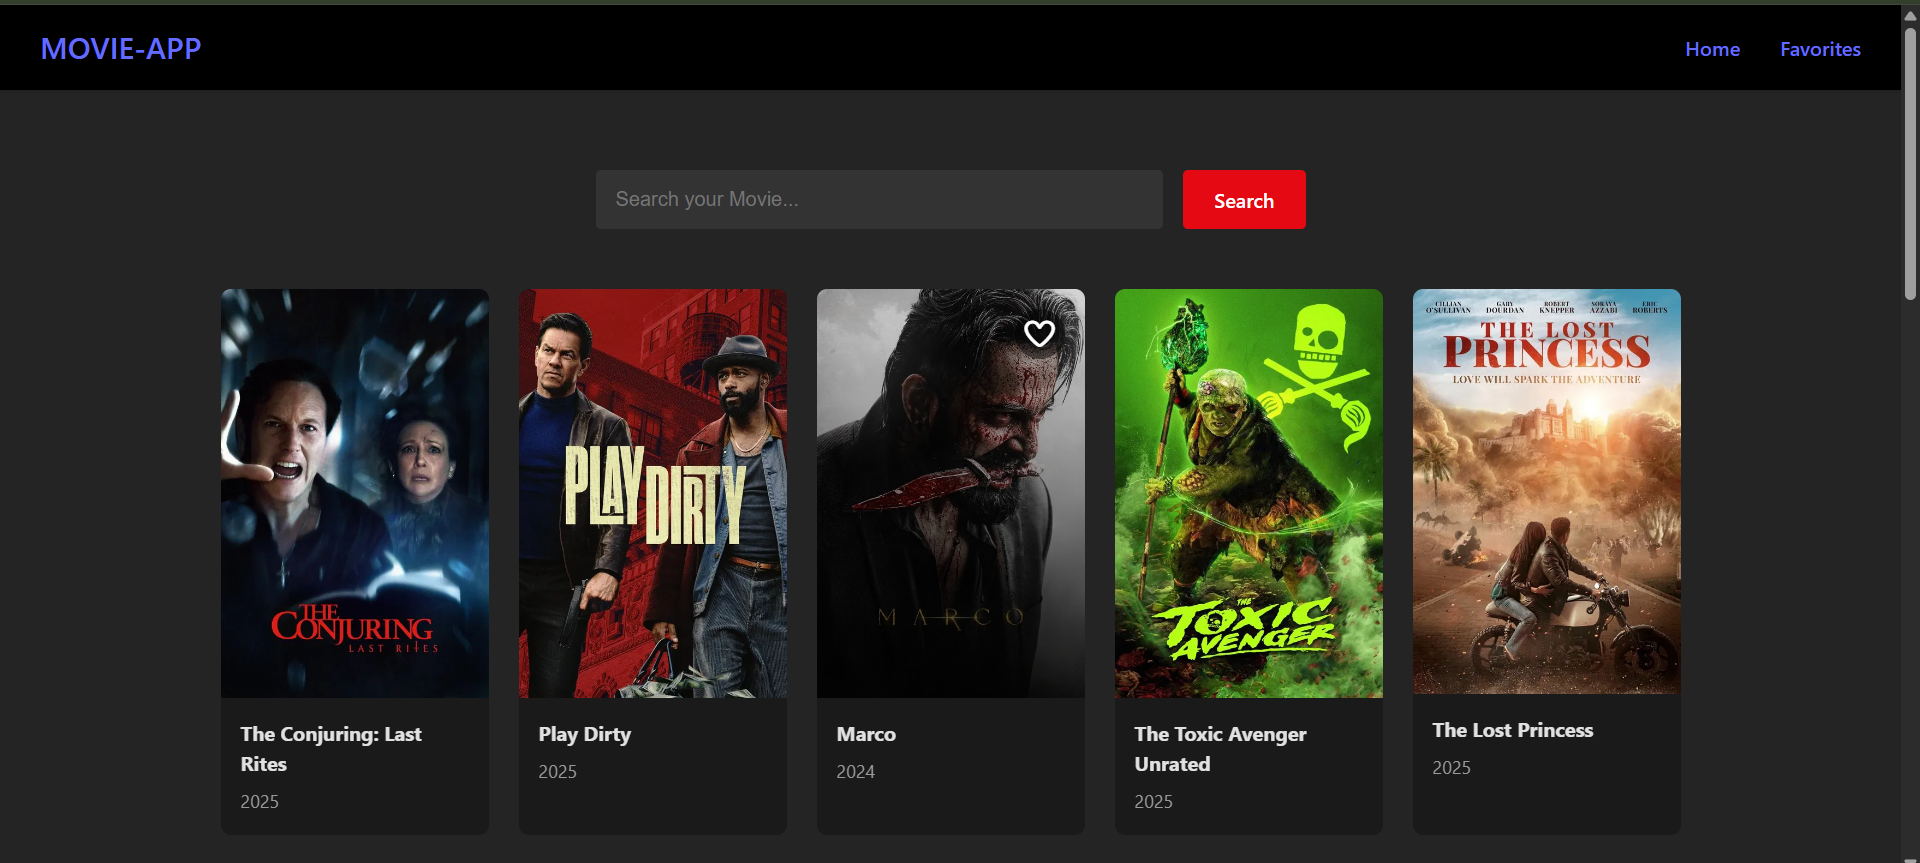 MOVIE-APP
Home
Favorites
Search your Movie...
Search
THE
CONJURING
LAST RITES
PLAY
DIRTY
MARCO
THE
TOXIC
AVENGER
CILLIAN O'SULLIVAN
GARY DOURDAN
ROBERT KNEPPER
SORAYA AZZABI
ERIC ROBERTS
THE LOST
PRINCESS
LOVE WILL SPARK THE ADVENTURE
The Conjuring: Last
Rites
2025
Play Dirty
2025
Marco
2024
The Toxic Avenger
Unrated
2025
The Lost Princess
2025